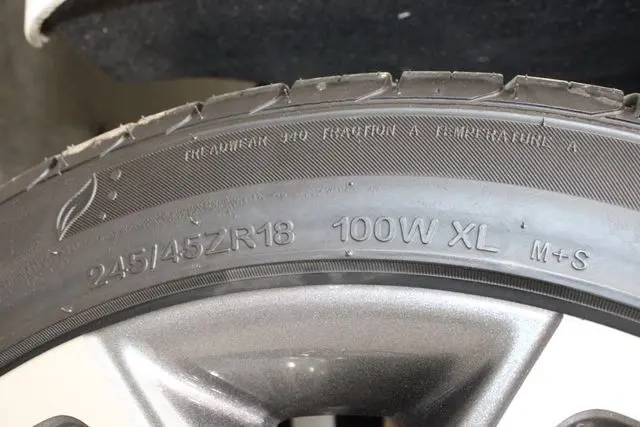 TREADWEAR 340 TRACTION A TEMPERATURE A
245/45ZR18 100W XL M+S